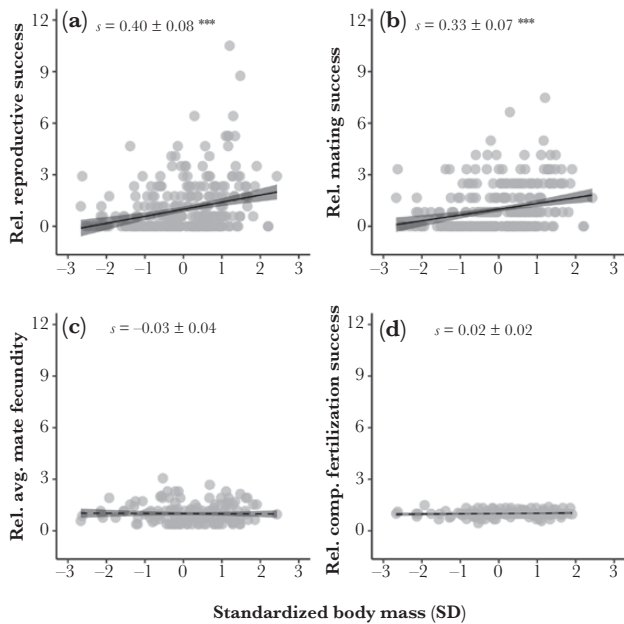 (a) s = 0.40 ± 0.08 ***
Rel. reproductive success
12
9
6
3
0
−3 −2 −1 0 1 2 3
(b) s = 0.33 ± 0.07 ***
Rel. mating success
12
9
6
3
0
−3 −2 −1 0 1 2 3
(c) s = −0.03 ± 0.04
Rel. avg. mate fecundity
12
9
6
3
0
−3 −2 −1 0 1 2 3
(d) s = 0.02 ± 0.02
Rel. comp. fertilization success
12
9
6
3
0
−3 −2 −1 0 1 2 3
Standardized body mass (SD)